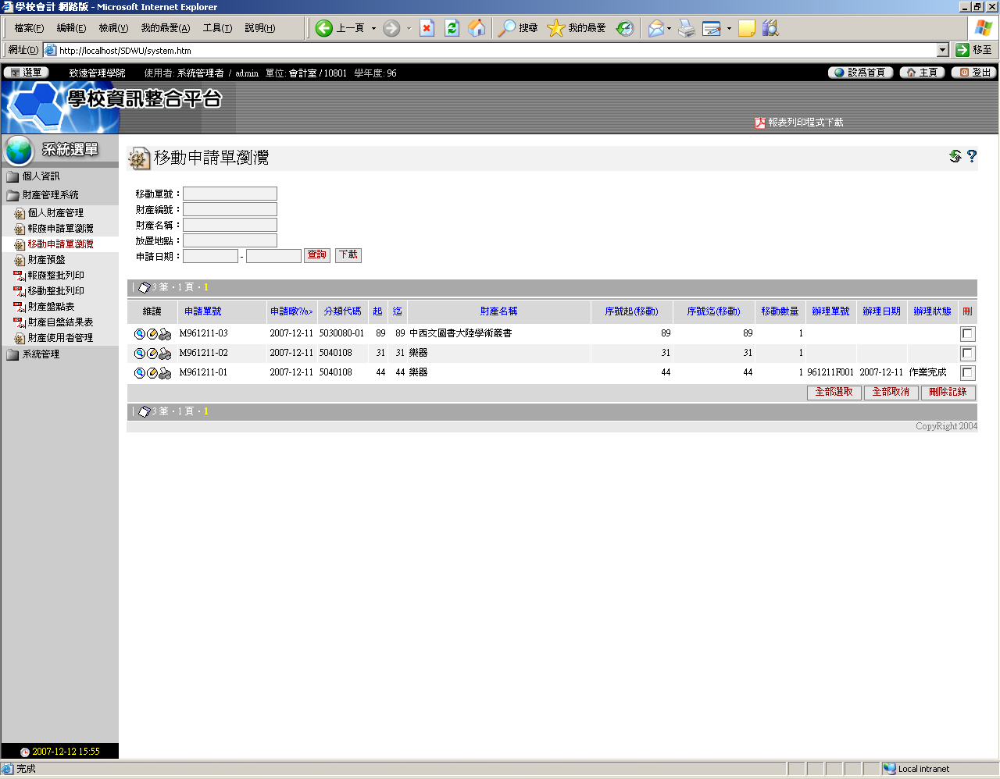 學校會計 網路版 - Microsoft Internet Explorer
檔案(F) 編輯(E) 檢視(V) 我的最愛(A) 工具(T) 說明(H) 上一頁 搜尋 我的最愛
網址(D) http://localhost/SDWU/system.htm 移至
選單 致遠管理學院 使用者: 系統管理者 / admin 單位: 會計室 / 10801 學年度: 96 設為首頁 主頁 登出
學校資訊整合平台
報表列印程式下載
系統選單
個人資訊
財產管理系統
個人財產管理
報廢申請單瀏覽
移動申請單瀏覽
財產預盤
報廢整批列印
移動整批列印
財產盤點表
財產自盤結果表
財產使用者管理
系統管理
2007-12-12 15:55
移動申請單瀏灠
移動單號：
財產編號：
財產名稱：
放置地點：
申請日期： - 查詢 下載
| 3 筆‧1 頁‧1
維護 申請單號 申請暾?/a> 分類代碼 起 迄 財產名稱 序號起(移動) 序號迄(移動) 移動數量 辦理單號 辦理日期 辦理狀態 刪
M961211-03 2007-12-11 5030080-01 89 89 中西文圖書大陸學術叢書 89 89 1
M961211-02 2007-12-11 5040108 31 31 樂器 31 31 1
M961211-01 2007-12-11 5040108 44 44 樂器 44 44 1 961211F001 2007-12-11 作業完成
全部選取 全部取消 刪除記錄
| 3 筆‧1 頁‧1
CopyRight 2004
完成 Local intranet